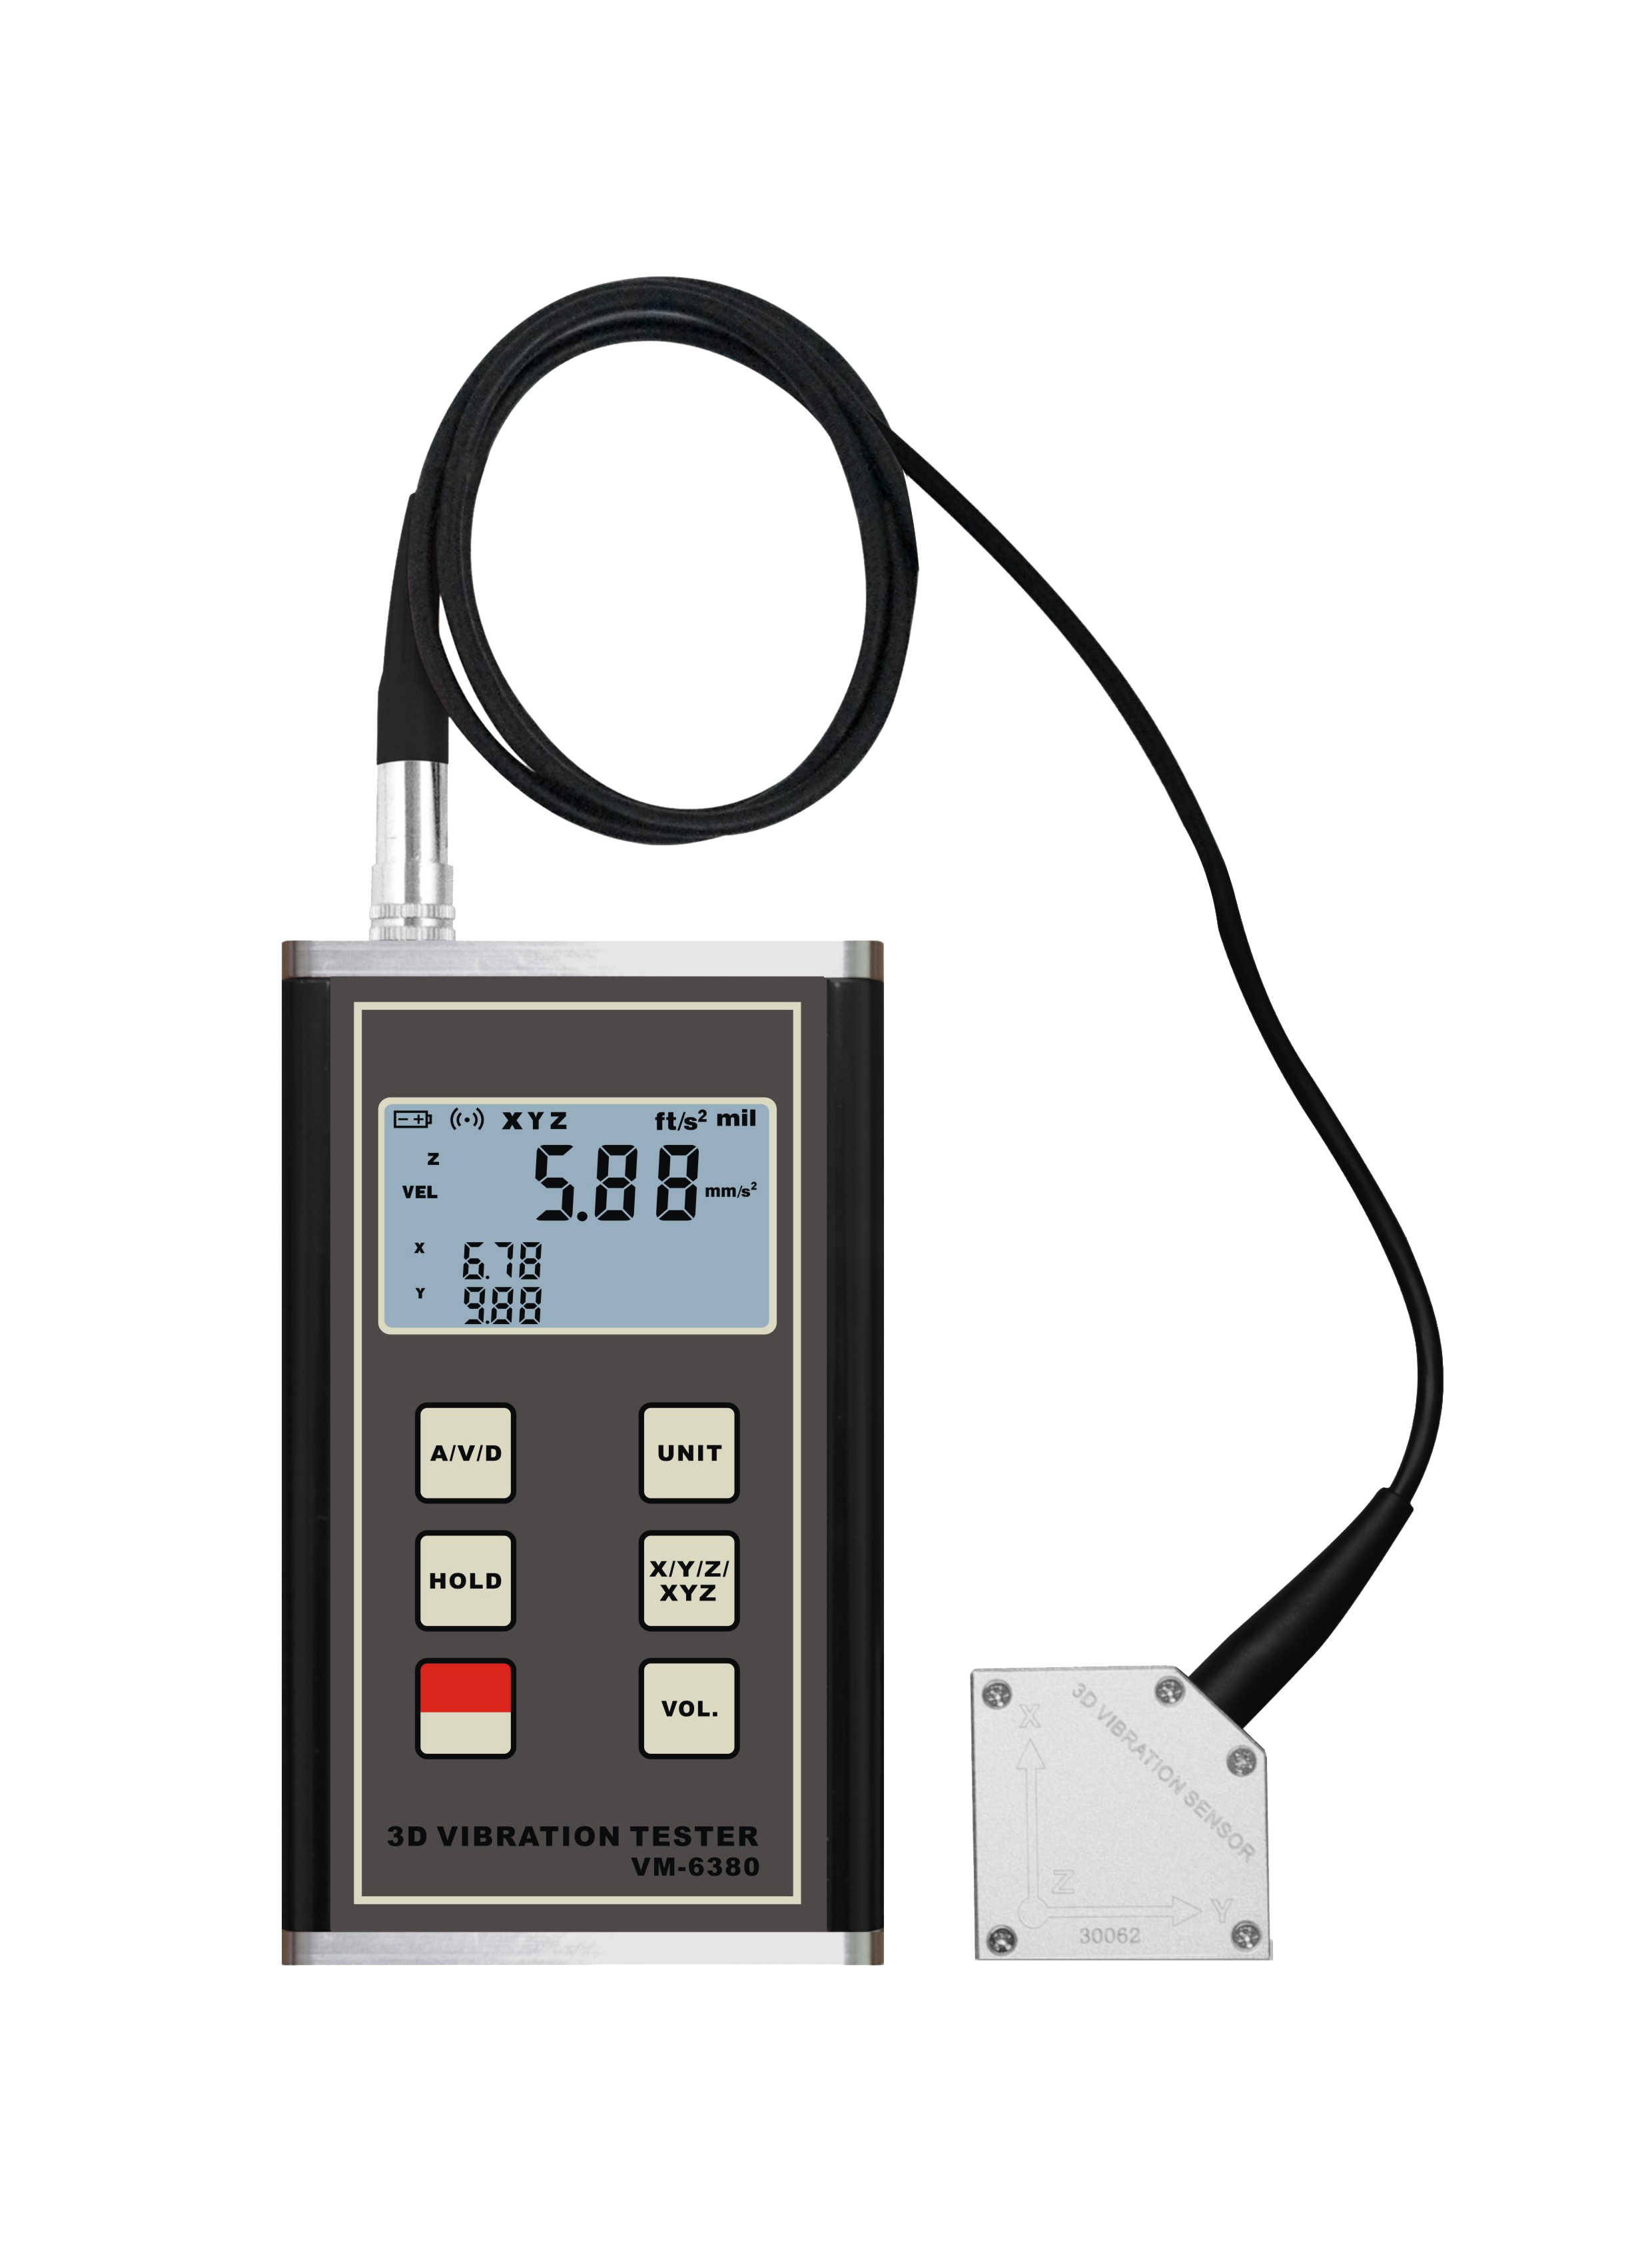 XYZ ft/s² mil
Z
VEL 5.88 mm/s²
X 6.78
Y 9.88
A/V/D UNIT
HOLD X/Y/Z/
XYZ
VOL.
3D VIBRATION TESTER
VM-6380
3D VIBRATION SENSOR
X
Z
Y
30062